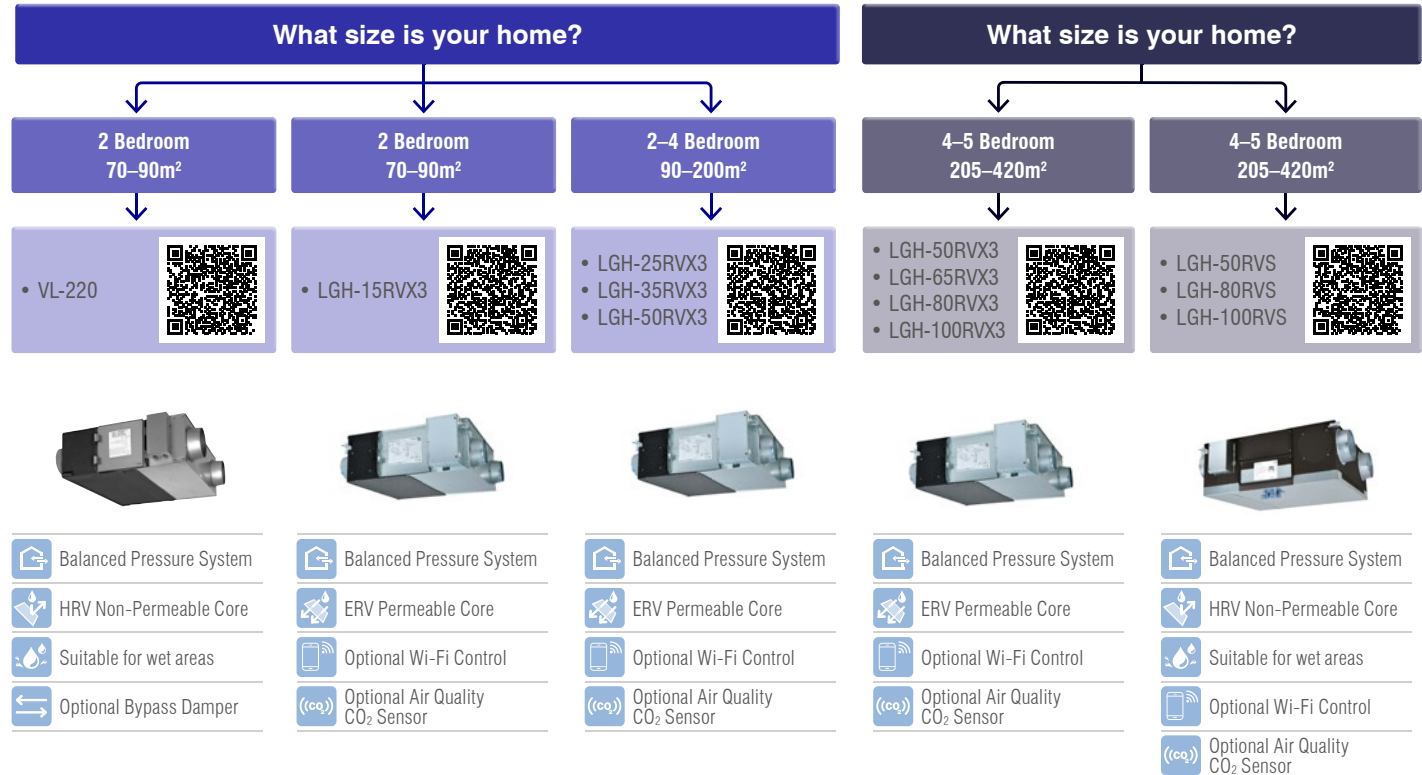 What size is your home?
What size is your home?
2 Bedroom
70–90m²
2 Bedroom
70–90m²
2–4 Bedroom
90–200m²
4–5 Bedroom
205–420m²
4–5 Bedroom
205–420m²
• VL-220
• LGH-15RVX3
• LGH-25RVX3
• LGH-35RVX3
• LGH-50RVX3
• LGH-50RVX3
• LGH-65RVX3
• LGH-80RVX3
• LGH-100RVX3
• LGH-50RVS
• LGH-80RVS
• LGH-100RVS
Balanced Pressure System
HRV Non-Permeable Core
Suitable for wet areas
Optional Bypass Damper
Balanced Pressure System
ERV Permeable Core
Optional Wi-Fi Control
((co₂))
Optional Air Quality
CO₂ Sensor
Balanced Pressure System
ERV Permeable Core
Optional Wi-Fi Control
((co₂))
Optional Air Quality
CO₂ Sensor
Balanced Pressure System
ERV Permeable Core
Optional Wi-Fi Control
((co₂))
Optional Air Quality
CO₂ Sensor
Balanced Pressure System
HRV Non-Permeable Core
Suitable for wet areas
Optional Wi-Fi Control
((co₂))
Optional Air Quality
CO₂ Sensor